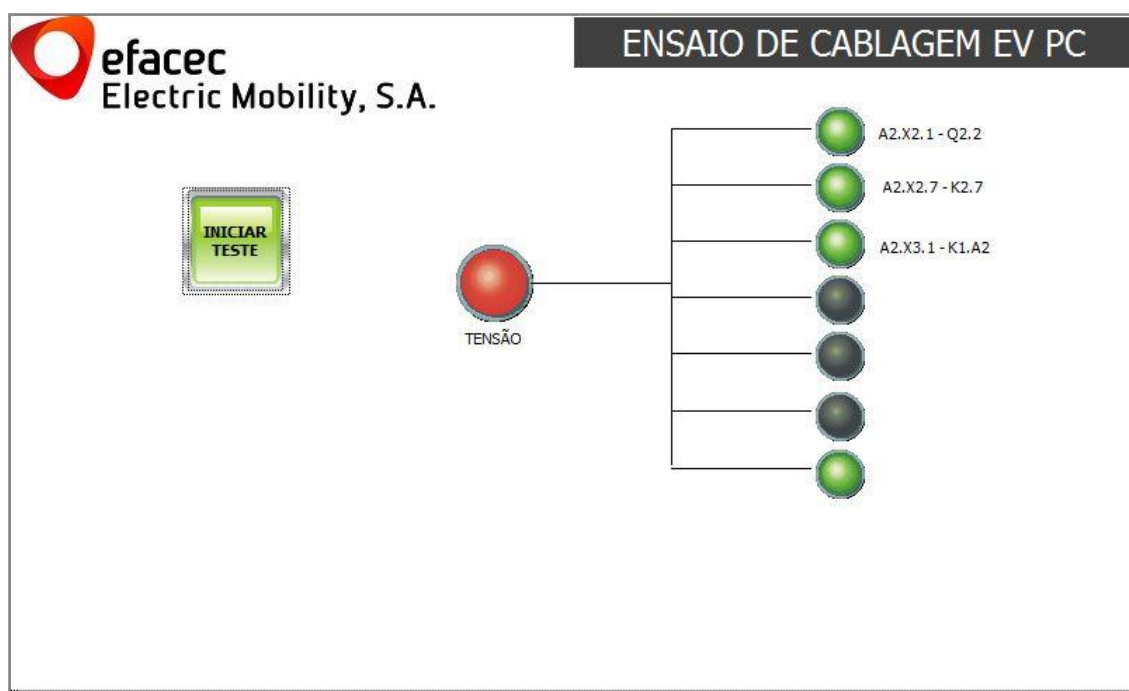 efacec
Electric Mobility, S.A.
ENSAIO DE CABLAGEM EV PC
A2.X2.1 - Q2.2
A2.X2.7 - K2.7
A2.X3.1 - K1.A2
INICIAR
TESTE
TENSÃO